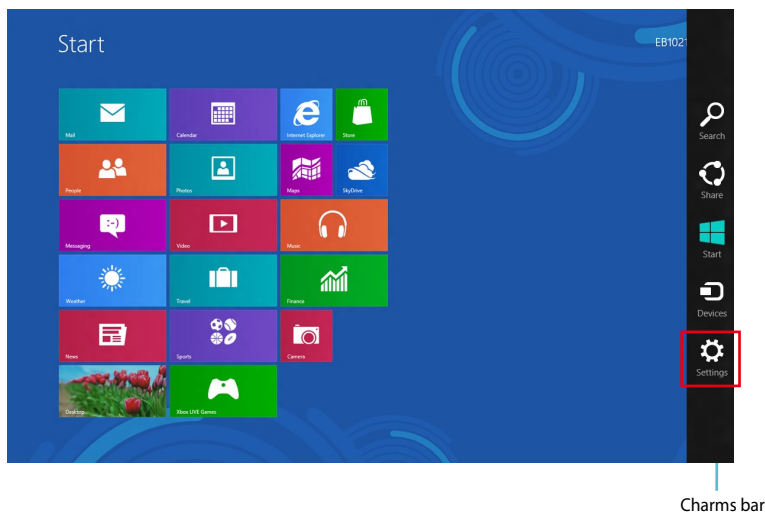 Start
EB1021
Search
Share
Start
Devices
Settings
Mail
Calendar
Internet Explorer
Store
People
Photos
Maps
SkyDrive
Messaging
:-)
Video
Music
Weather
Travel
Finance
News
Sports
Camera
Desktop
Xbox LIVE Games
Charms bar